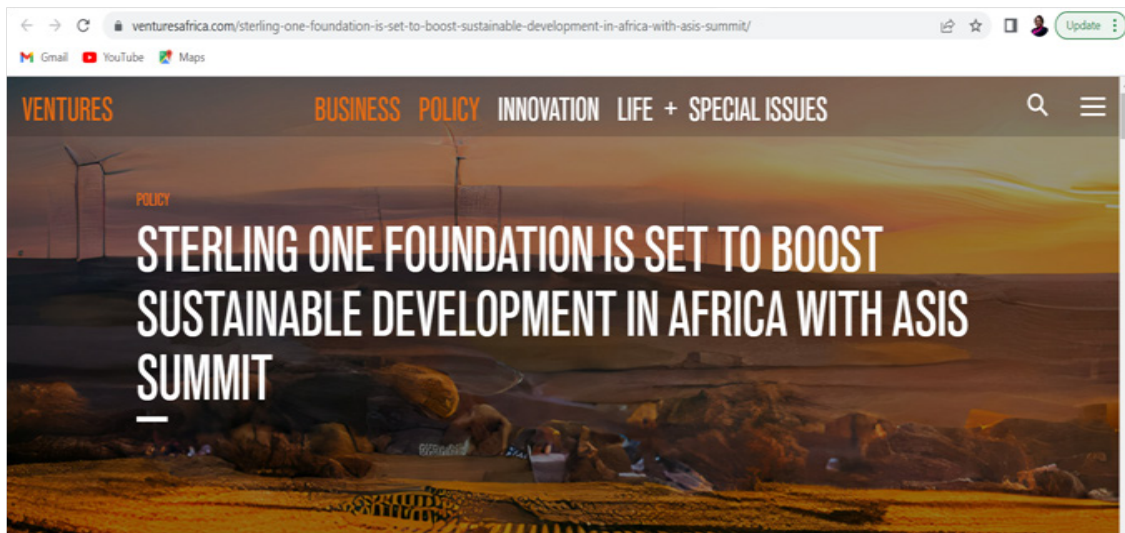 venturesafrica.com/sterling-one-foundation-is-set-to-boost-sustainable-development-in-africa-with-asis-summit/
Update
Gmail YouTube Maps
VENTURES BUSINESS POLICY INNOVATION LIFE + SPECIAL ISSUES
POLICY
STERLING ONE FOUNDATION IS SET TO BOOST
SUSTAINABLE DEVELOPMENT IN AFRICA WITH ASIS
SUMMIT